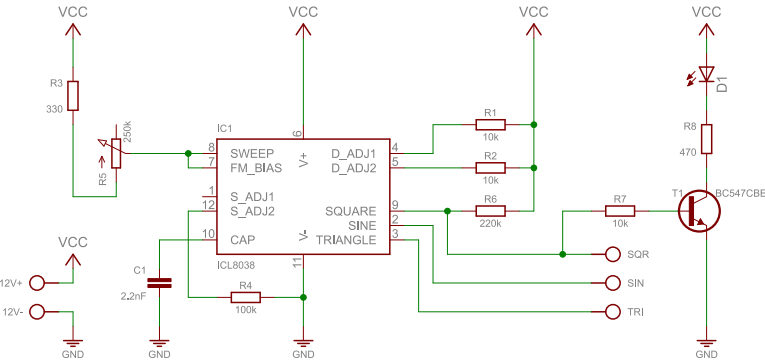 VCC
VCC
VCC
VCC
R3
330
250k
R5
IC1
6
V+
8
SWEEP
7
FM_BIAS
1
S_ADJ1
12
S_ADJ2
10
CAP
D_ADJ1
4
D_ADJ2
5
SQUARE
9
SINE
2
TRIANGLE
3
V-
11
ICL8038
R1
10k
R2
10k
R6
220k
D1
R8
470
T1
BC547CBE
R7
10k
SQR
SIN
TRI
VCC
12V+
12V-
C1
2.2nF
R4
100k
GND
GND
GND
GND